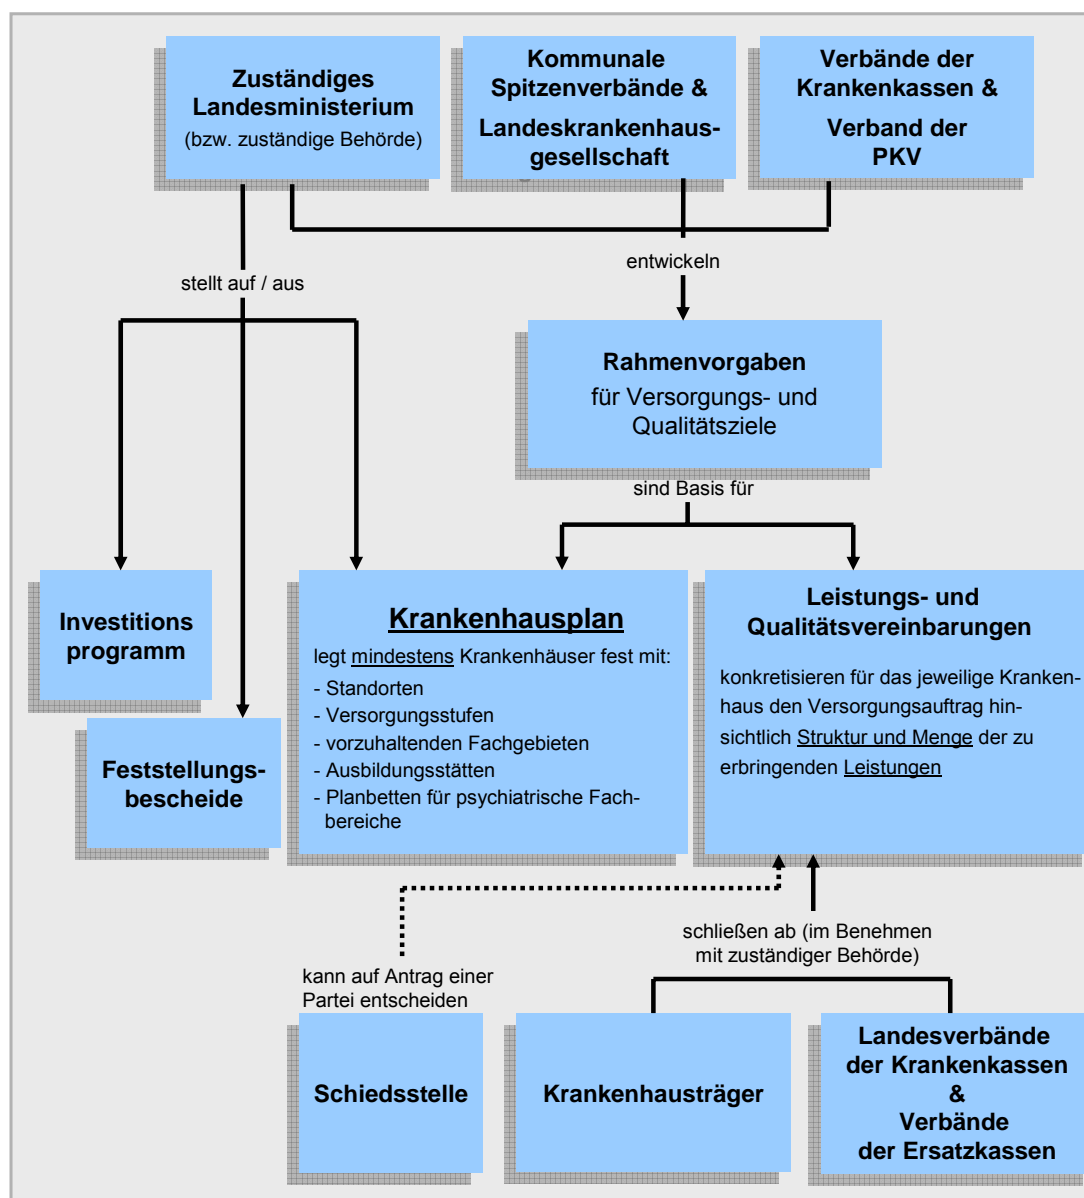 Zuständiges
Landesministerium
(bzw. zuständige Behörde)
Kommunale
Spitzenverbände &
Landeskrankenhaus-
gesellschaft
Verbände der
Krankenkassen &
Verband der
PKV
stellt auf / aus
entwickeln
Rahmenvorgaben
für Versorgungs- und
Qualitätsziele
sind Basis für
Investitions
programm
Feststellungs-
bescheide
Krankenhausplan
legt mindestens Krankenhäuser fest mit:
- Standorten
- Versorgungsstufen
- vorzuhaltenden Fachgebieten
- Ausbildungsstätten
- Planbetten für psychiatrische Fach-
bereiche
Leistungs- und
Qualitätsvereinbarungen
konkretisieren für das jeweilige Kranken-
haus den Versorgungsauftrag hin-
sichtlich Struktur und Menge der zu
erbringenden Leistungen
kann auf Antrag einer
Partei entscheiden
schließen ab (im Benehmen
mit zuständiger Behörde)
Schiedsstelle
Krankenhausträger
Landesverbände
der Krankenkassen
&
Verbände
der Ersatzkassen